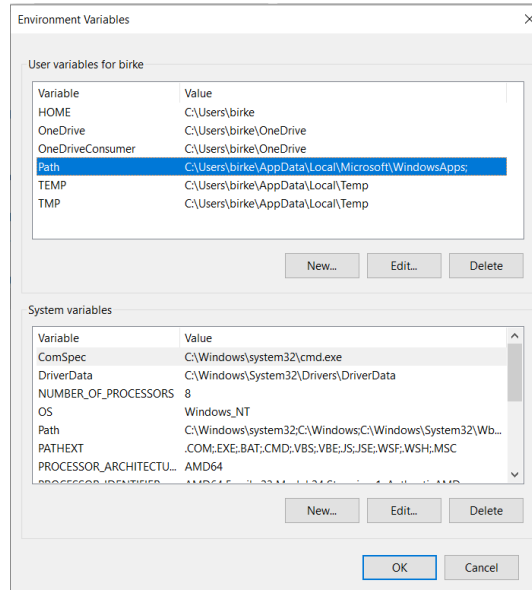 Environment Variables
User variables for birke
Variable Value
HOME C:\Users\birke
OneDrive C:\Users\birke\OneDrive
OneDriveConsumer C:\Users\birke\OneDrive
Path C:\Users\birke\AppData\Local\Microsoft\WindowsApps;
TEMP C:\Users\birke\AppData\Local\Temp
TMP C:\Users\birke\AppData\Local\Temp
New... Edit... Delete
System variables
Variable Value
ComSpec C:\Windows\system32\cmd.exe
DriverData C:\Windows\System32\Drivers\DriverData
NUMBER_OF_PROCESSORS 8
OS Windows_NT
Path C:\Windows\system32;C:\Windows;C:\Windows\System32\Wb...
PATHEXT .COM;.EXE;.BAT;.CMD;.VBS;.VBE;.JS;.JSE;.WSF;.WSH;.MSC
PROCESSOR_ARCHITECTU... AMD64
New... Edit... Delete
OK Cancel